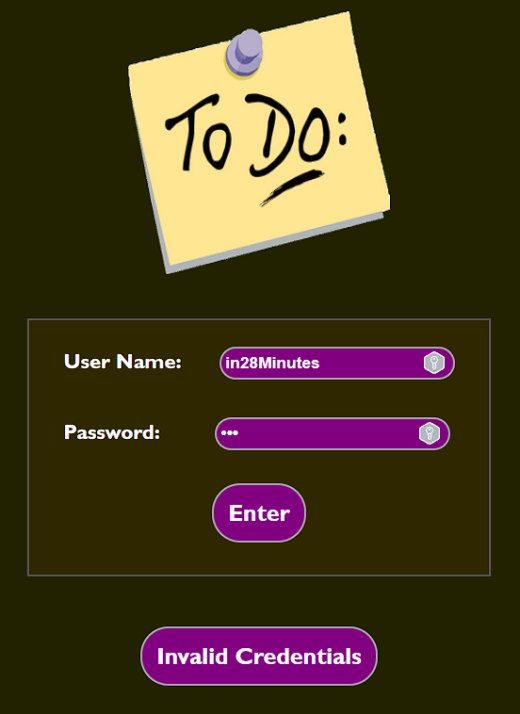 To Do:
User Name: in28Minutes
Password: •••
Enter
Invalid Credentials